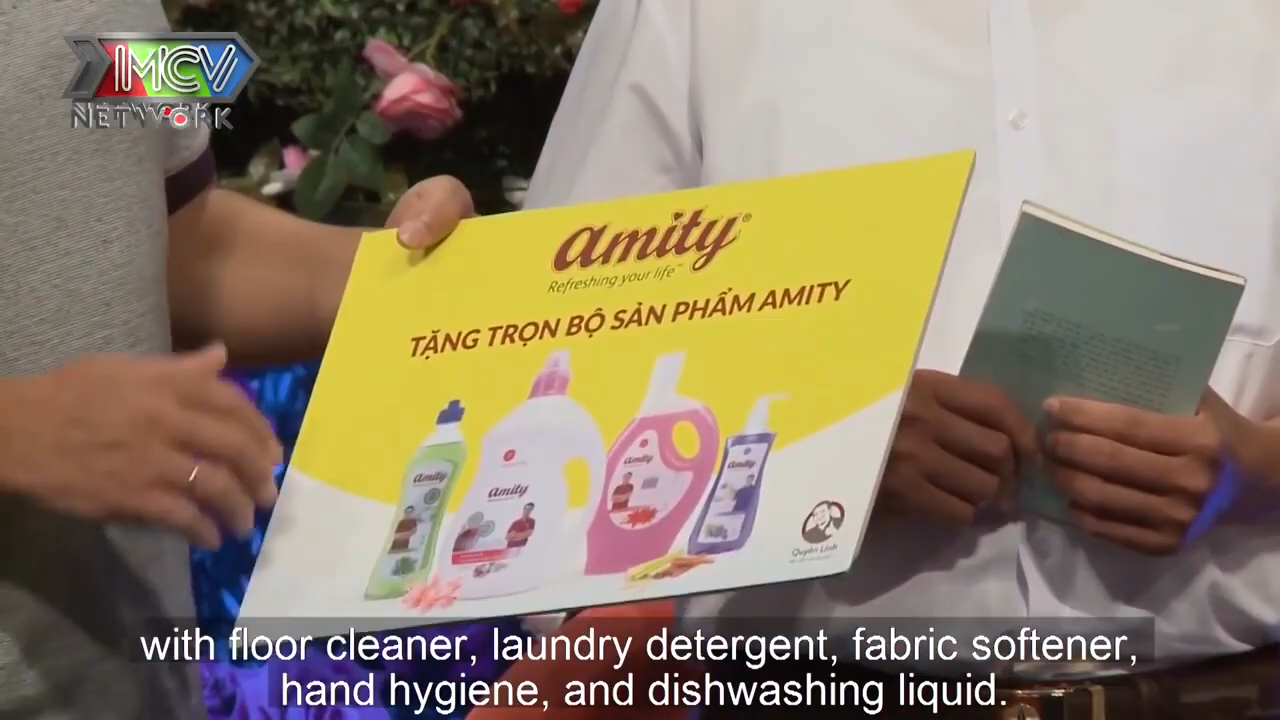 MCV
NETWORK
amity®
Refreshing your life™
TẶNG TRỌN BỘ SẢN PHẨM AMITY
amity
amity
amity
amity
Quyền Linh
with floor cleaner, laundry detergent, fabric softener,
hand hygiene, and dishwashing liquid.